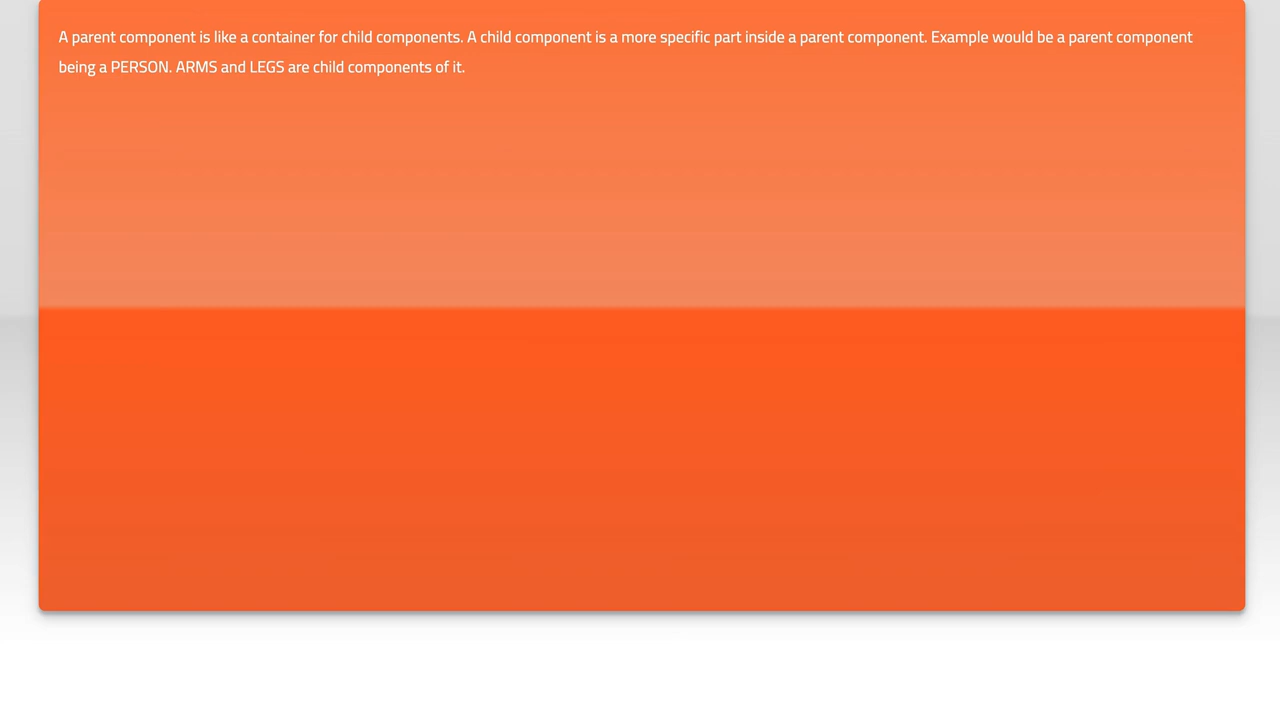 A parent component is like a container for child components. A child component is a more specific part inside a parent component. Example would be a parent component
being a PERSON. ARMS and LEGS are child components of it.